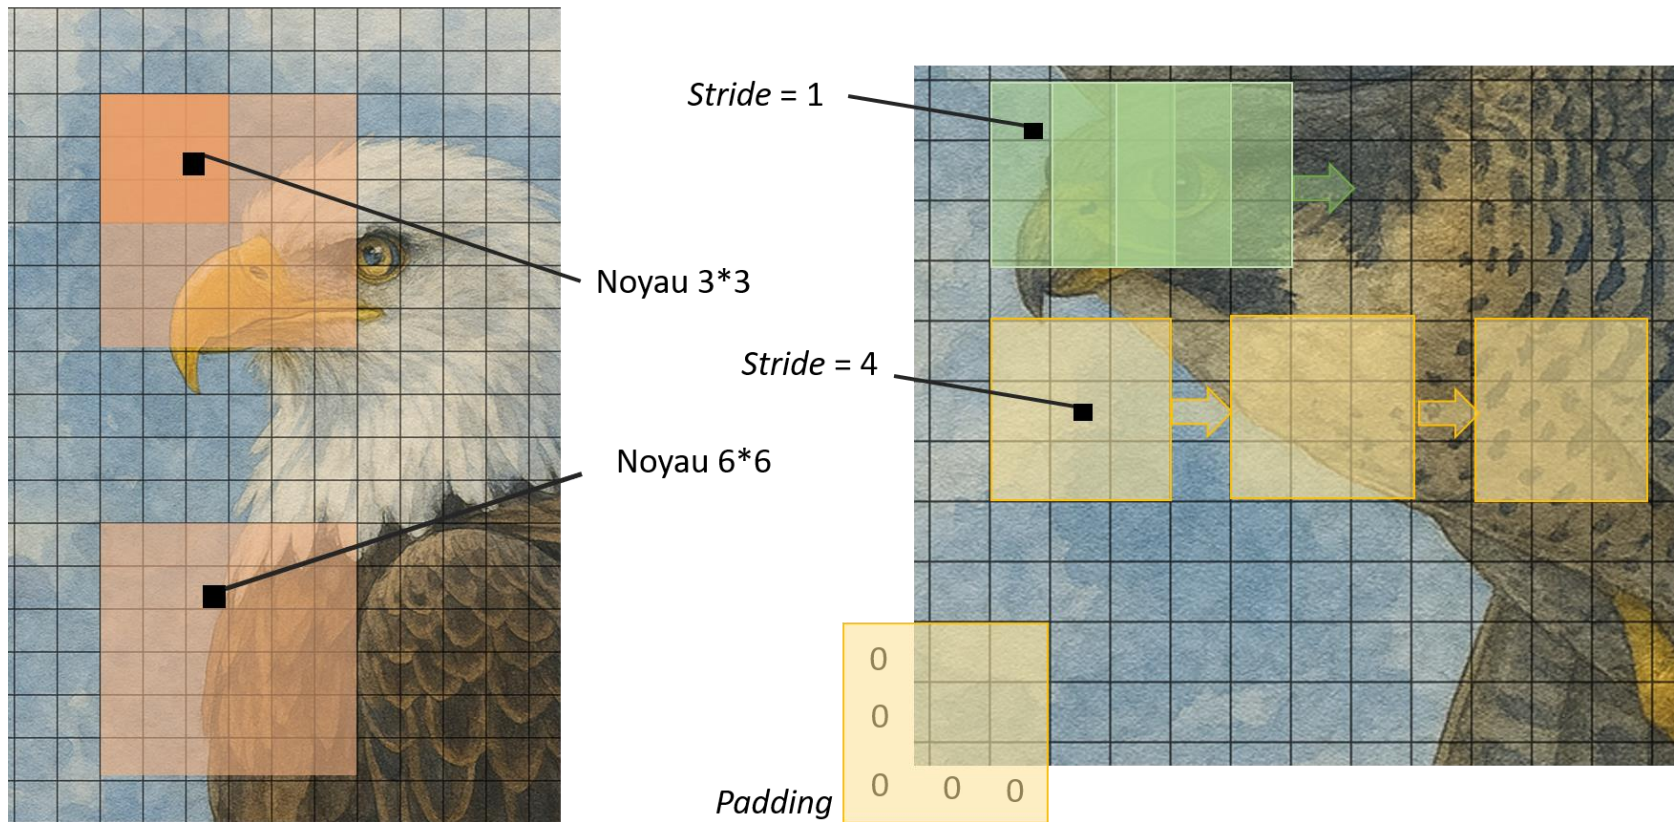 Stride = 1
Noyau 3*3
Stride = 4
Noyau 6*6
0
0
0 0 0
Padding